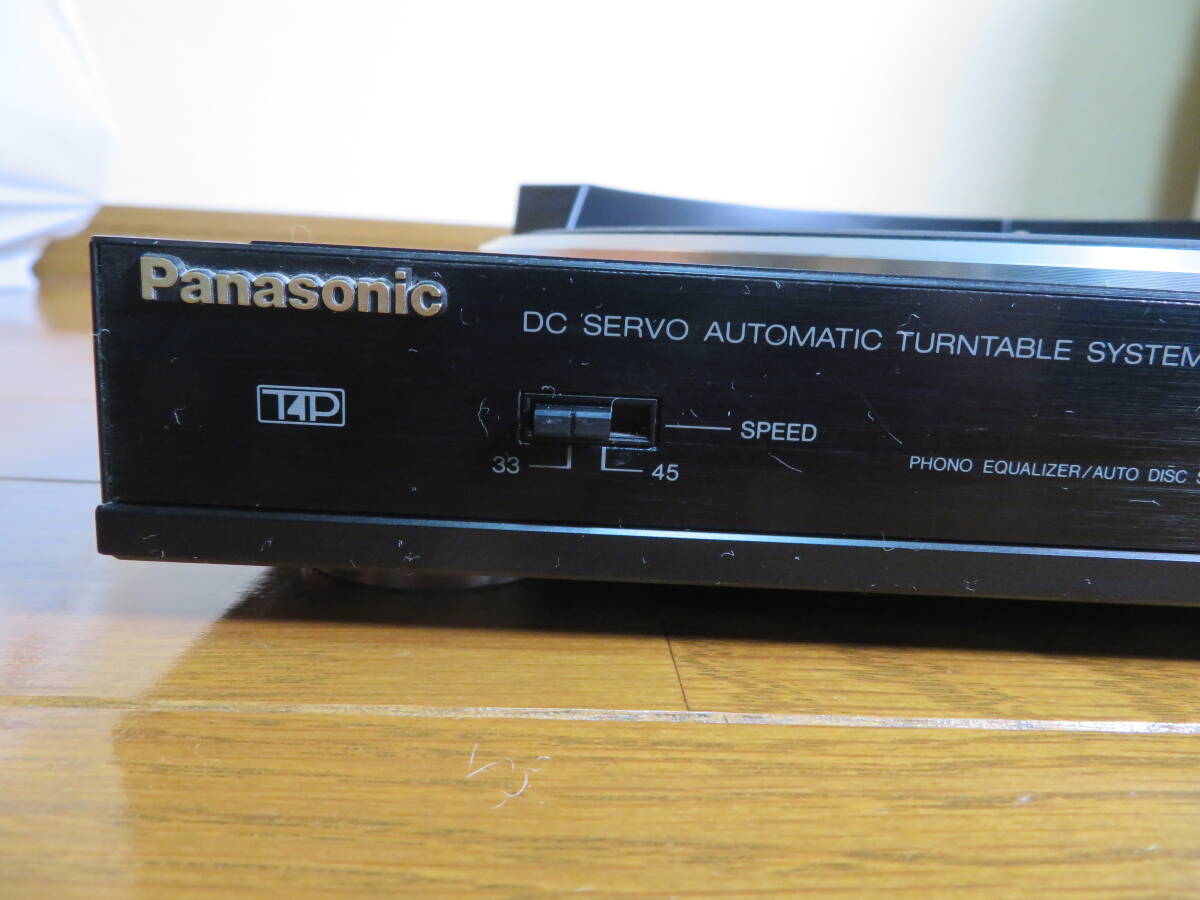 Panasonic
DC SERVO AUTOMATIC TURNTABLE SYSTEM
T4P
SPEED
33
45
PHONO EQUALIZER/AUTO DISC